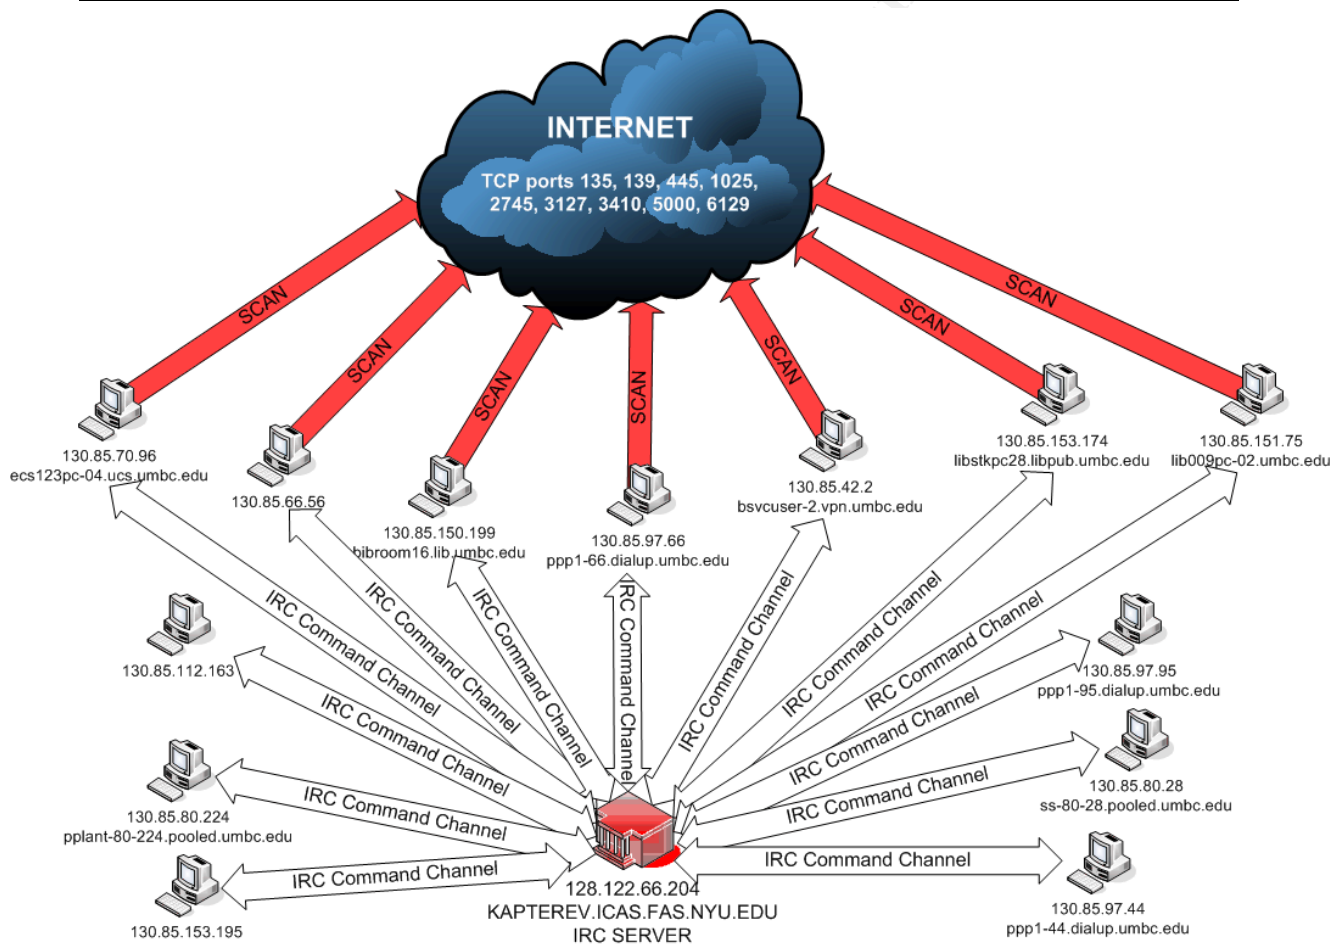 INTERNET
TCP ports 135, 139, 445, 1025,
2745, 3127, 3410, 5000, 6129
SCAN
SCAN
SCAN
SCAN
SCAN
SCAN
SCAN
130.85.70.96
ecs123pc-04.ucs.umbc.edu
130.85.66.56
130.85.150.199
bibroom16.lib.umbc.edu
130.85.97.66
ppp1-66.dialup.umbc.edu
130.85.42.2
bsvcuser-2.vpn.umbc.edu
130.85.153.174
libstkpc28.libpub.umbc.edu
130.85.151.75
lib009pc-02.umbc.edu
IRC Command Channel
IRC Command Channel
IRC Command Channel
IRC Command Channel
IRC Command Channel
IRC Command Channel
IRC Command Channel
130.85.112.163
IRC Command Channel
130.85.97.95
ppp1-95.dialup.umbc.edu
IRC Command Channel
130.85.80.224
pplant-80-224.pooled.umbc.edu
IRC Command Channel
130.85.80.28
ss-80-28.pooled.umbc.edu
IRC Command Channel
130.85.153.195
IRC Command Channel
130.85.97.44
ppp1-44.dialup.umbc.edu
IRC Command Channel
128.122.66.204
KAPTEREV.ICAS.FAS.NYU.EDU
IRC SERVER